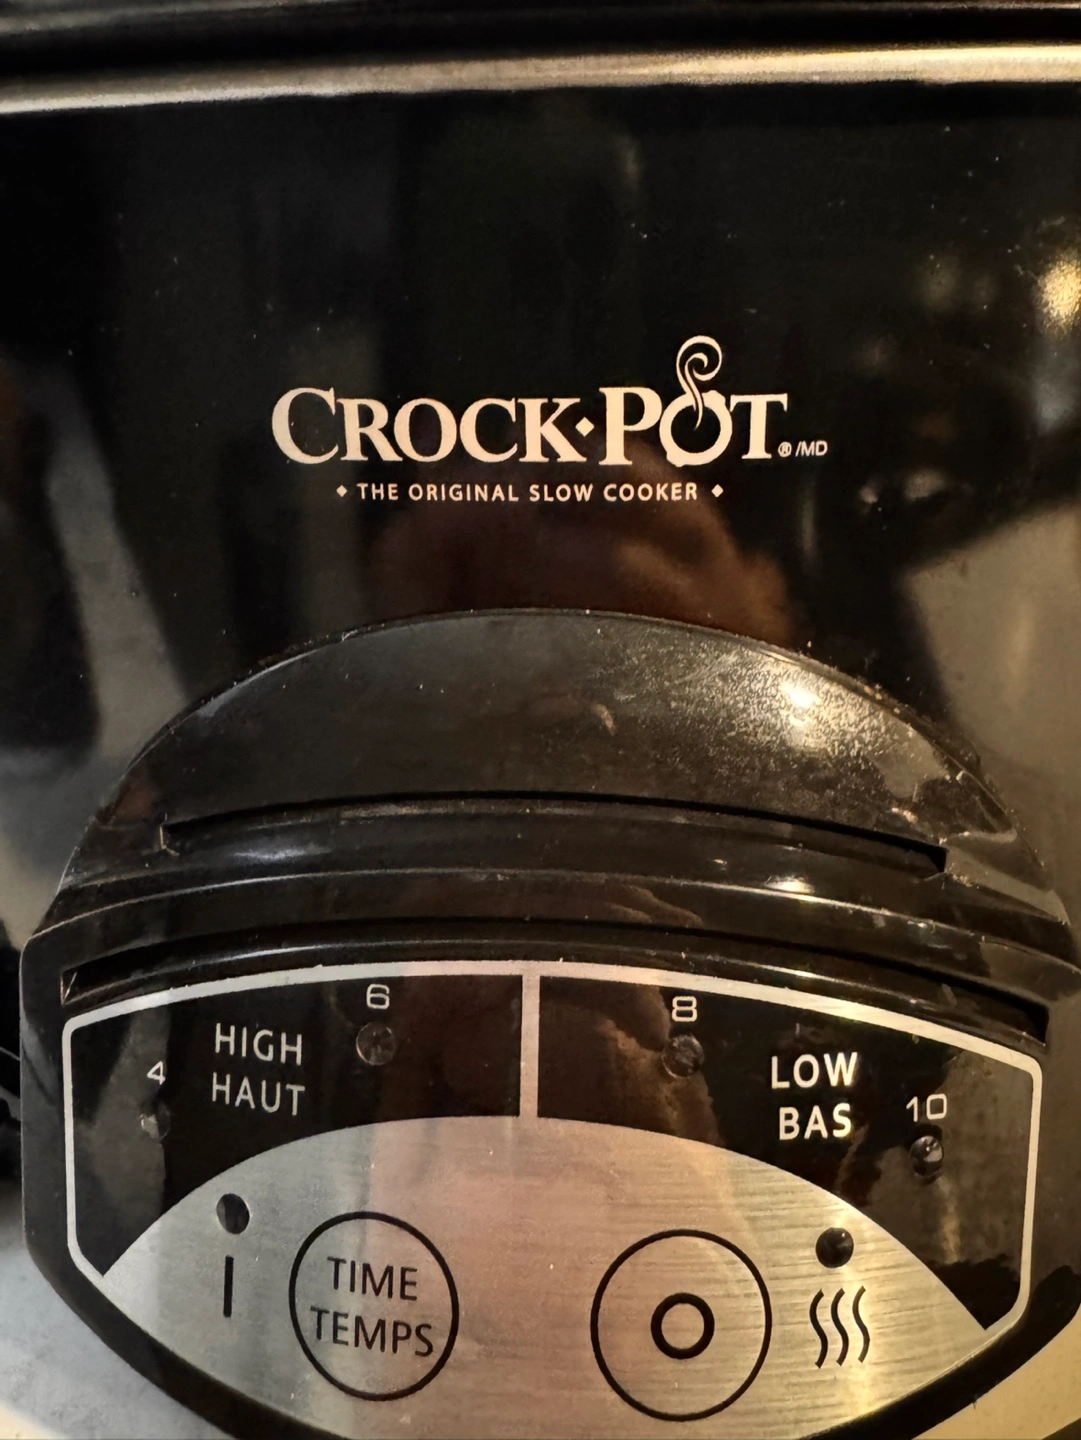 CROCK·POT®/MD
• THE ORIGINAL SLOW COOKER •
6
8
HIGH
HAUT
4
LOW
BAS
10
I
TIME
TEMPS
O